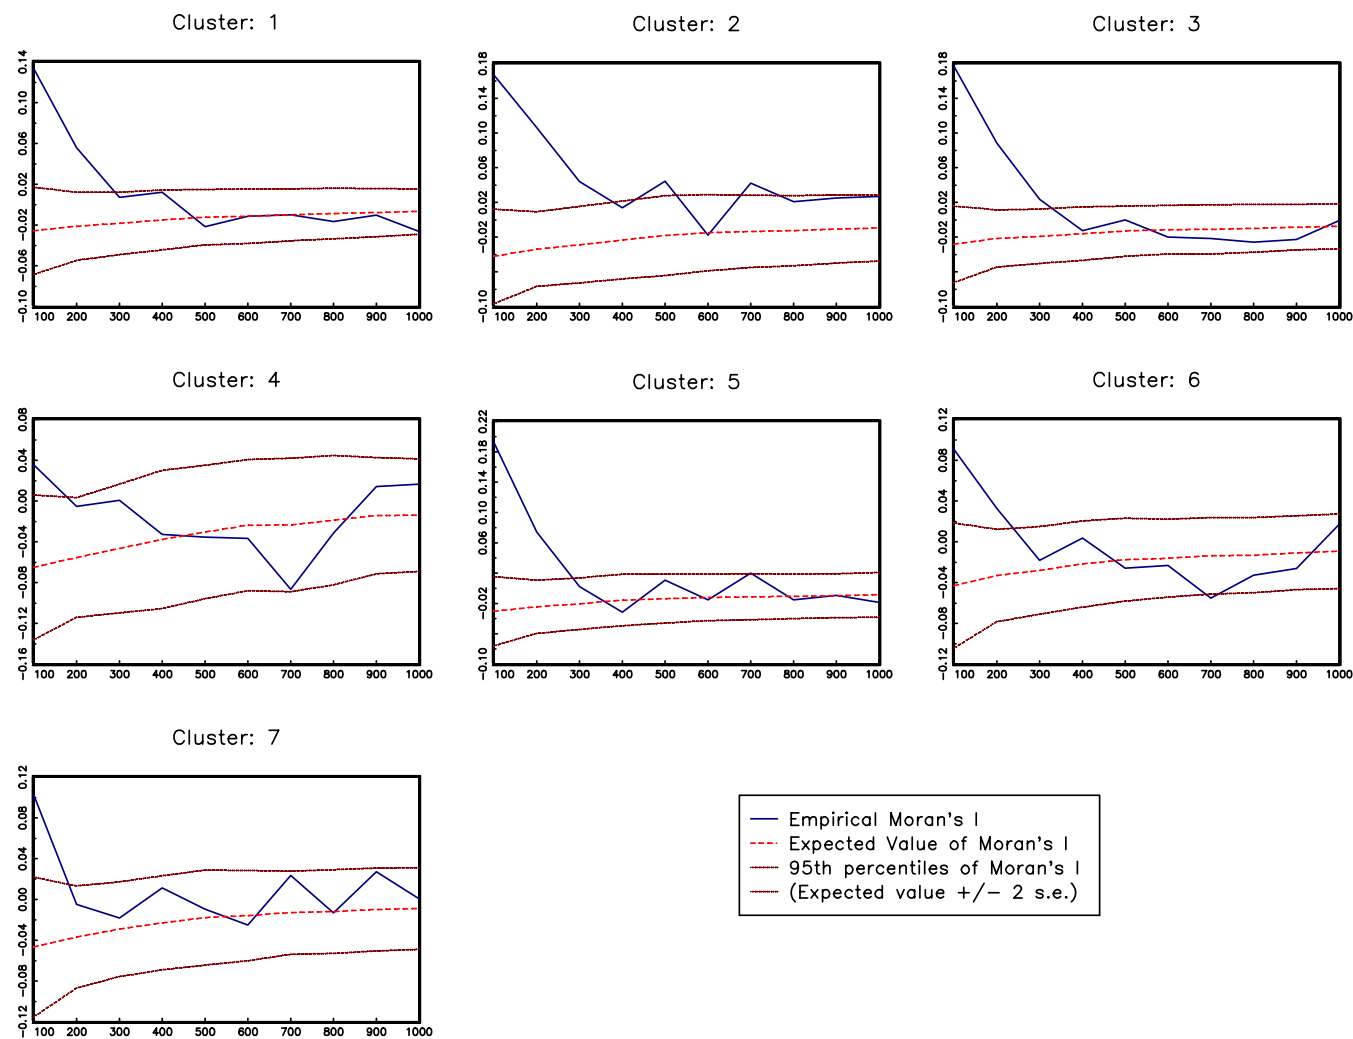 Cluster: 1
0.14
0.10
0.06
0.02
−0.02
−0.06
−0.10
100 200 300 400 500 600 700 800 900 1000
Cluster: 2
0.18
0.14
0.10
0.06
0.02
−0.02
−0.10
100 200 300 400 500 600 700 800 900 1000
Cluster: 3
0.18
0.14
0.10
0.06
0.02
−0.02
−0.10
100 200 300 400 500 600 700 800 900 1000
Cluster: 4
0.08
0.04
0.00
−0.04
−0.08
−0.12
−0.16
100 200 300 400 500 600 700 800 900 1000
Cluster: 5
0.22
0.18
0.14
0.10
0.06
−0.02
−0.10
100 200 300 400 500 600 700 800 900 1000
Cluster: 6
0.12
0.08
0.04
0.00
−0.04
−0.08
−0.12
100 200 300 400 500 600 700 800 900 1000
Cluster: 7
0.12
0.08
0.04
0.00
−0.04
−0.08
−0.12
100 200 300 400 500 600 700 800 900 1000
Empirical Moran's I
Expected Value of Moran's I
95th percentiles of Moran's I
(Expected value +/− 2 s.e.)